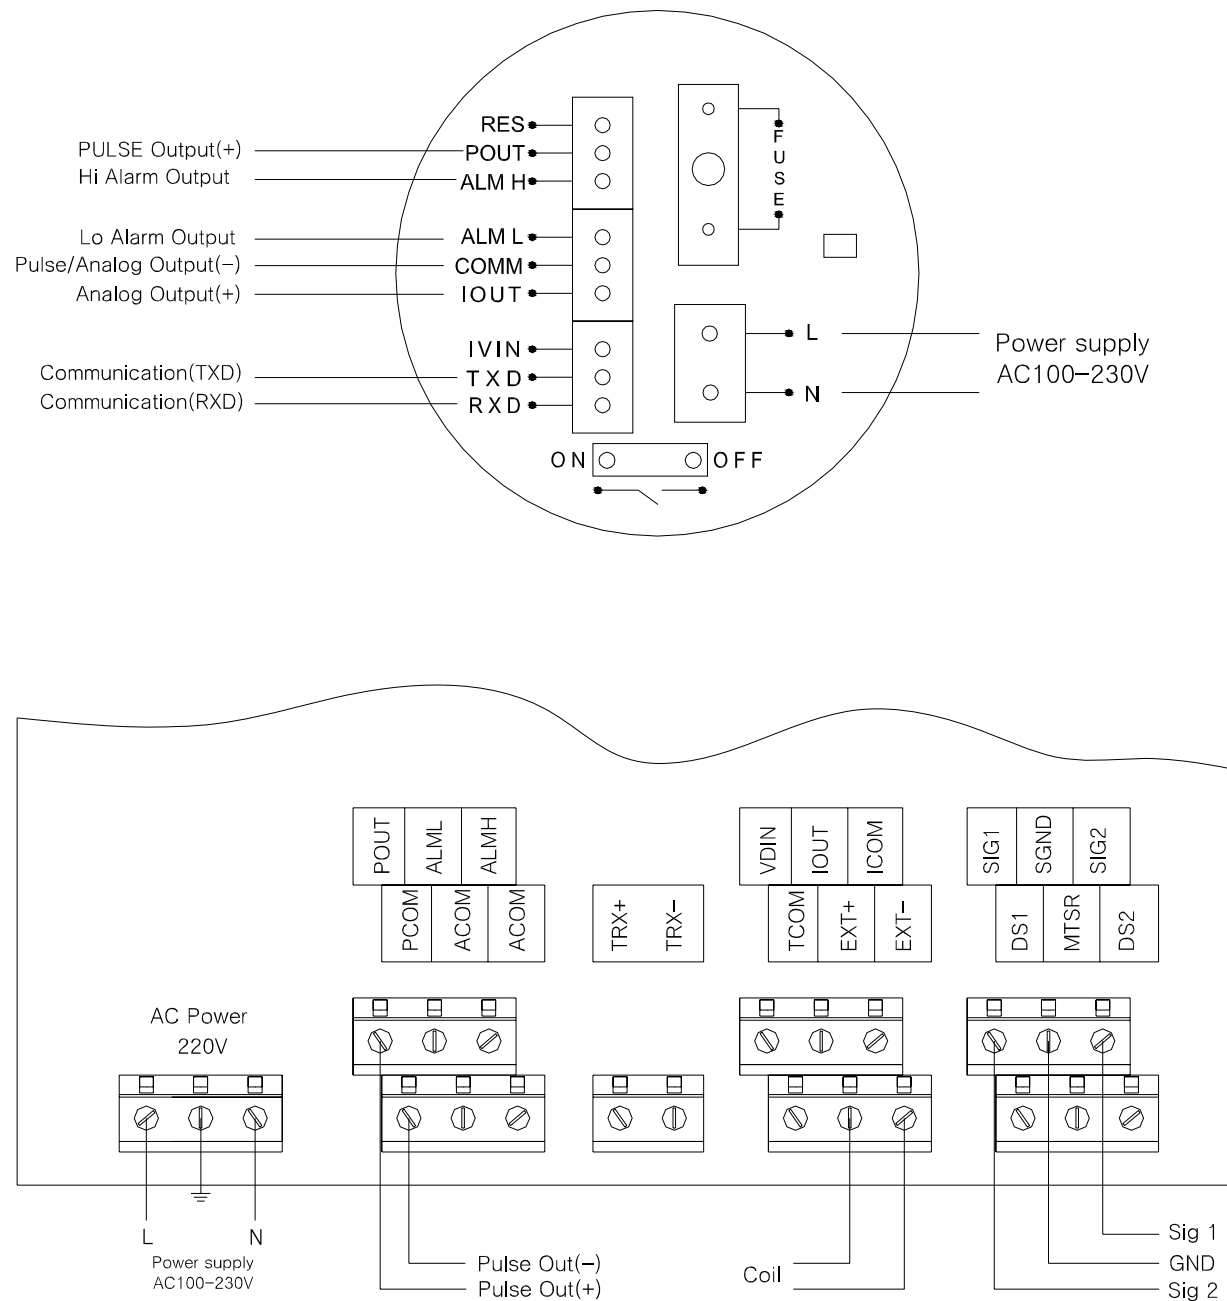 RES
PULSE Output(+)
POUT
Hi Alarm Output
ALM H
FUSE
Lo Alarm Output
ALM L
Pulse/Analog Output(-)
COMM
Analog Output(+)
IOUT
IVIN
L
Power supply
AC100-230V
Communication(TXD)
TXD
N
Communication(RXD)
RXD
ON
OFF
POUT
ALML
ALMH
VDIN
IOUT
ICOM
SIG1
SGND
SIG2
PCOM
ACOM
ACOM
TRX+
TRX-
TCOM
EXT+
EXT-
DS1
MTSR
DS2
AC Power
220V
L
N
Power supply
AC100-230V
Pulse Out(-)
Pulse Out(+)
Coil
Sig 1
GND
Sig 2